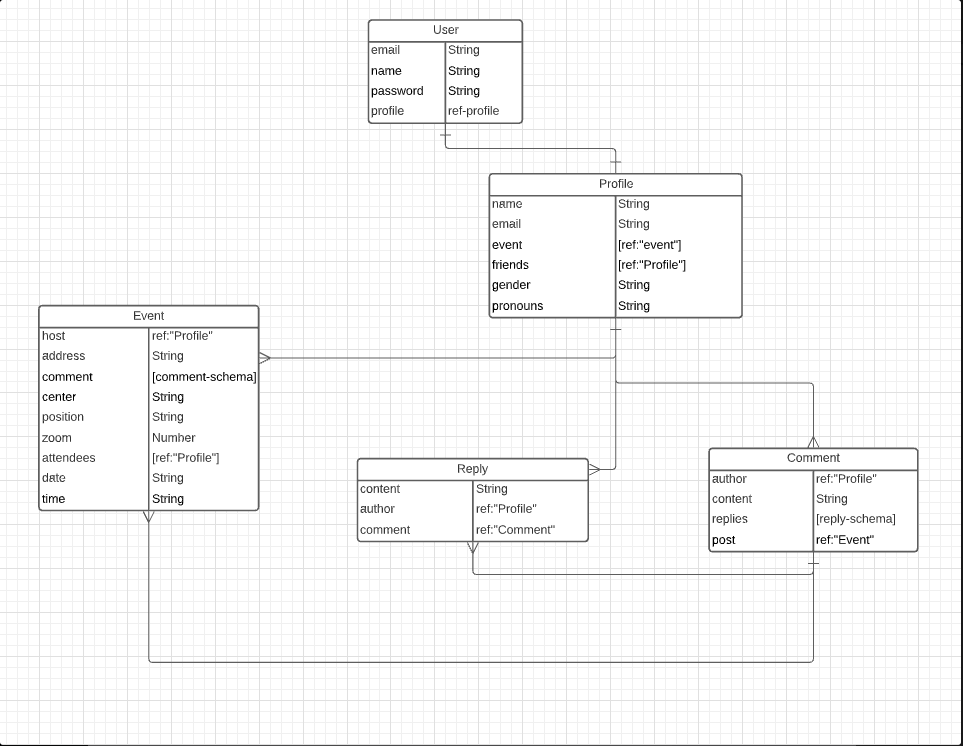 User
email String
name String
password String
profile ref-profile
Profile
name String
email String
event [ref:"event"]
friends [ref:"Profile"]
gender String
pronouns String
Event
host ref:"Profile"
address String
comment [comment-schema]
center String
position String
zoom Number
attendees [ref:"Profile"]
date String
time String
Reply
content String
author ref:"Profile"
comment ref:"Comment"
Comment
author ref:"Profile"
content String
replies [reply-schema]
post ref:"Event"